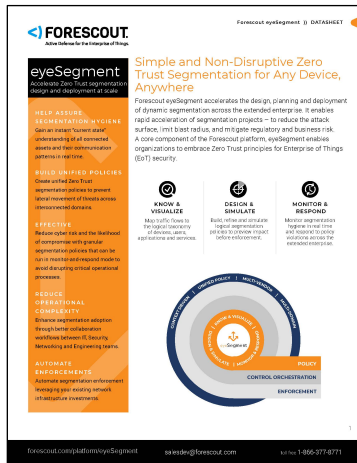 Forescout eyeSegment )) DATASHEET
<) FORESCOUT.
Active Defense for the Enterprise of Things.
eyeSegment
Accelerate Zero Trust segmentation
design and deployment at scale
HELP ASSURE
SEGMENTATION HYGIENE
Gain an instant "current state"
understanding of all connected
assets and their communication
patterns in real time.
BUILD UNIFIED POLICIES
Create unified Zero Trust
segmentation policies to prevent
lateral movement of threats across
interconnected domains.
EFFECTIVE
Reduce cyber risk and the likelihood
of compromise with granular
segmentation policies that can be
run in monitor-and-respond mode to
avoid disrupting critical operational
processes.
REDUCE
OPERATIONAL
COMPLEXITY
Enhance segmentation adoption
through better collaboration
workflows between IT, Security,
Networking and Engineering teams.
AUTOMATE
ENFORCEMENTS
Automate segmentation enforcement
leveraging your existing network
infrastructure investments.
Simple and Non-Disruptive Zero
Trust Segmentation for Any Device,
Anywhere
Forescout eyeSegment accelerates the design, planning and deployment
of dynamic segmentation across the extended enterprise. It enables
rapid acceleration of segmentation projects – to reduce the attack
surface, limit blast radius, and mitigate regulatory and business risk.
A core component of the Forescout platform, eyeSegment enables
organizations to embrace Zero Trust principles for Enterprise of Things
(EoT) security.
KNOW &
VISUALIZE
Map traffic flows to
the logical taxonomy
of devices, users,
applications and services.
DESIGN &
SIMULATE
Build, refine and simulate
logical segmentation
policies to preview impact
before enforcement.
MONITOR &
RESPOND
Monitor segmentation
hygiene in real time
and respond to policy
violations across the
extended enterprise.
CONTEXT-DRIVEN | UNIFIED POLICY | MULTI-VENDOR | MULTI-DOMAIN
KNOW & VISUALIZE
eyeSegment
POLICY
CONTROL ORCHESTRATION
ENFORCEMENT
1
forescout.com/platform/eyeSegment
salesdev@forescout.com
toll free 1-866-377-8771